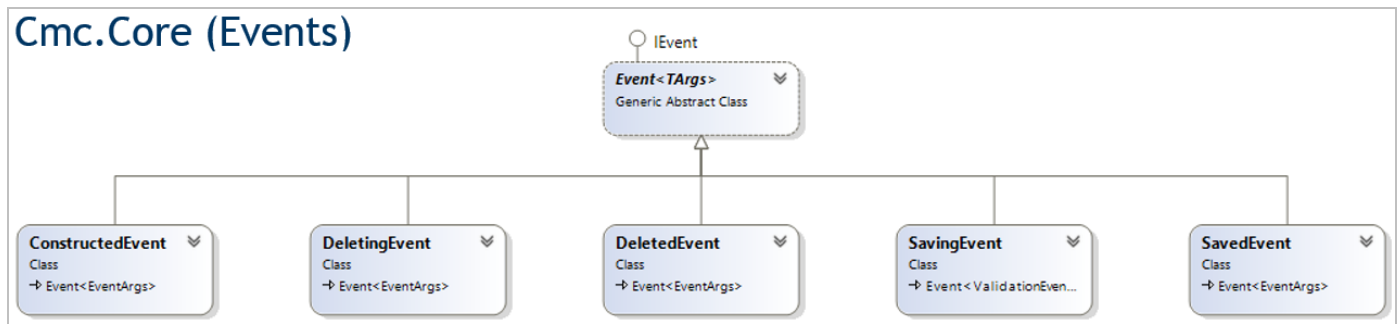 Cmc.Core (Events)
IEvent
Event<TArgs>
Generic Abstract Class
ConstructedEvent
Class
Event<EventArgs>
DeletingEvent
Class
Event<EventArgs>
DeletedEvent
Class
Event<EventArgs>
SavingEvent
Class
Event<ValidationEven...
SavedEvent
Class
Event<EventArgs>